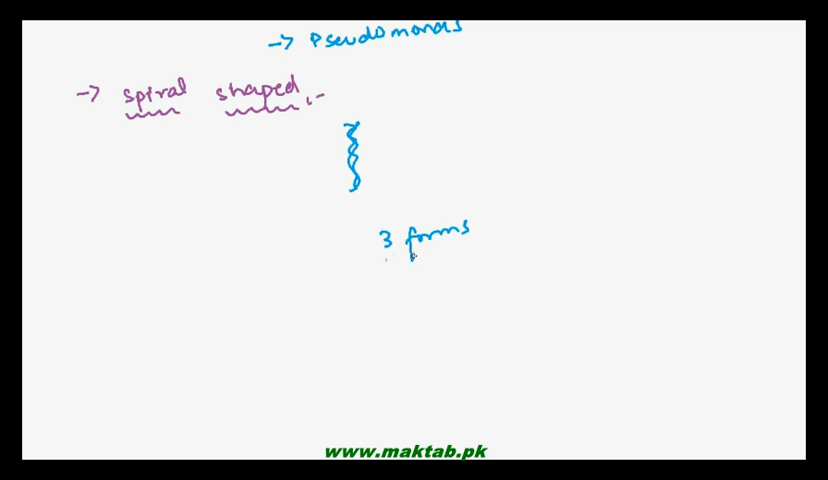 -> Pseudomonas
-> spiral shaped :-
3 forms
www.maktab.pk